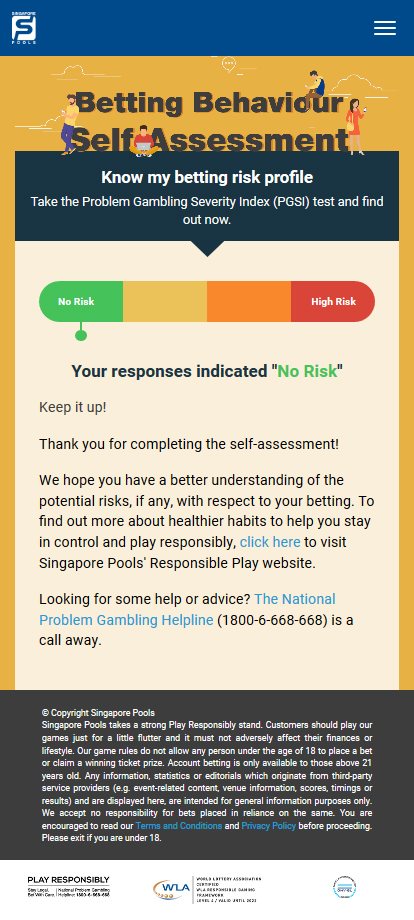 SINGAPORE
S
POOLS
Betting Behaviour
Self Assessment
Know my betting risk profile
Take the Problem Gambling Severity Index (PGSI) test and find
out now.
No Risk
High Risk
Your responses indicated "No Risk"
Keep it up!
Thank you for completing the self-assessment!
We hope you have a better understanding of the
potential risks, if any, with respect to your betting. To
find out more about healthier habits to help you stay
in control and play responsibly, click here to visit
Singapore Pools' Responsible Play website.
Looking for some help or advice? The National
Problem Gambling Helpline (1800-6-668-668) is a
call away.
© Copyright Singapore Pools
Singapore Pools takes a strong Play Responsibly stand. Customers should play our
games just for a little flutter and it must not adversely affect their finances or
lifestyle. Our game rules do not allow any person under the age of 18 to place a bet
or claim a winning ticket prize. Account betting is only available to those above 21
years old. Any information, statistics or editorials which originate from third-party
service providers (e.g. event-related content, venue information, scores, timings or
results) and are displayed here, are intended for general information purposes only.
We accept no responsibility for bets placed in reliance on the same. You are
encouraged to read our Terms and Conditions and Privacy Policy before proceeding.
Please exit if you are under 18.
PLAY RESPONSIBLY
Stay Legal. National Problem Gambling
Bet With Care. Helpline: 1800-6-668-668
WLA
WORLD LOTTERY ASSOCIATION
CERTIFIED
WLA RESPONSIBLE GAMING
FRAMEWORK
LEVEL 4 / VALID UNTIL 2023